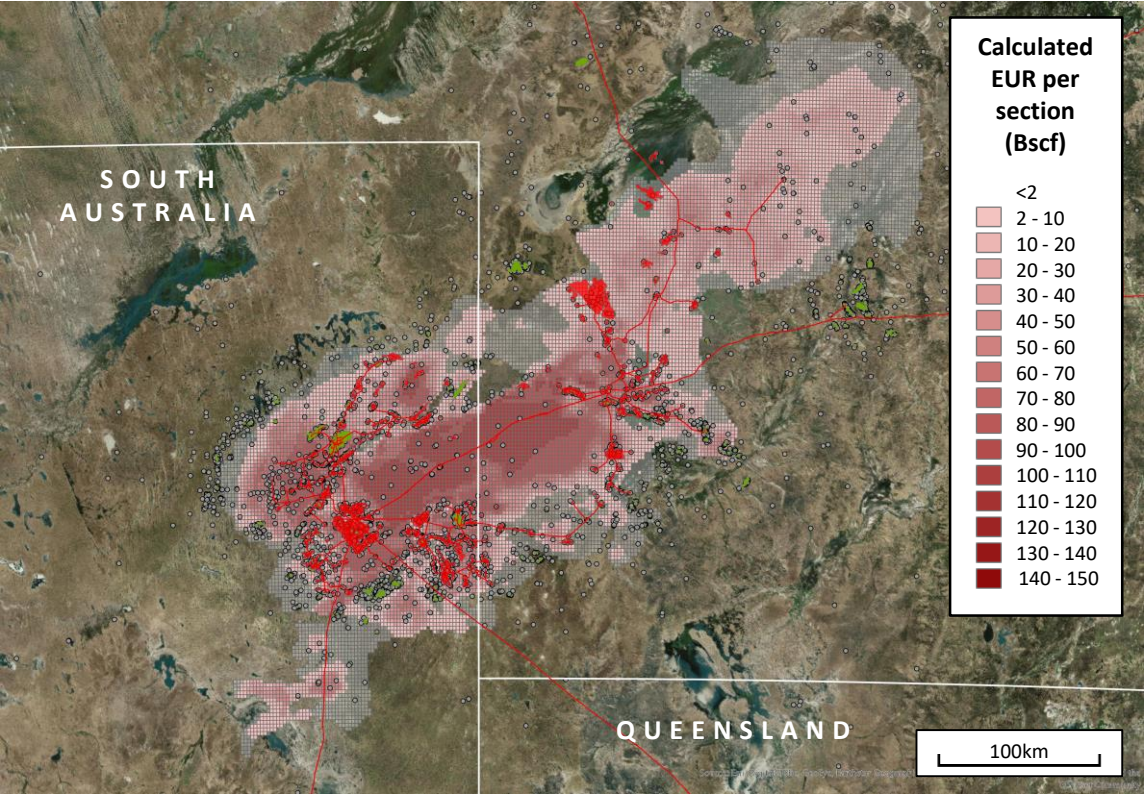 SOUTH
AUSTRALIA
QUEENSLAND
Calculated
EUR per
section
(Bscf)
<2
2 - 10
10 - 20
20 - 30
30 - 40
40 - 50
50 - 60
60 - 70
70 - 80
80 - 90
90 - 100
100 - 110
110 - 120
120 - 130
130 - 140
140 - 150
100km